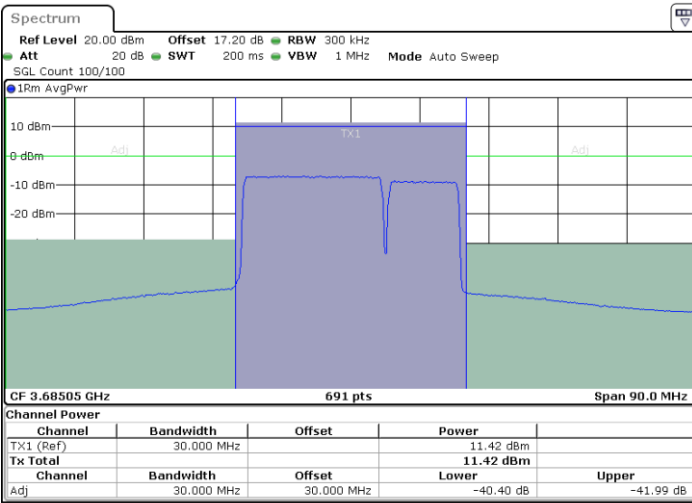 Spectrum
Ref Level 20.00 dBm Offset 17.20 dB RBW 300 kHz
Att 20 dB SWT 200 ms VBW 1 MHz Mode Auto Sweep
SGL Count 100/100
1Rm AvgPwr
10 dBm
TX1
0 dBm Adj Adj
-10 dBm
-20 dBm
CF 3.68505 GHz 691 pts Span 90.0 MHz
Channel Power
Channel Bandwidth Offset Power
TX1 (Ref) 30.000 MHz 11.42 dBm
Tx Total 11.42 dBm
Channel Bandwidth Offset Lower Upper
Adj 30.000 MHz 30.000 MHz -40.40 dB -41.99 dB